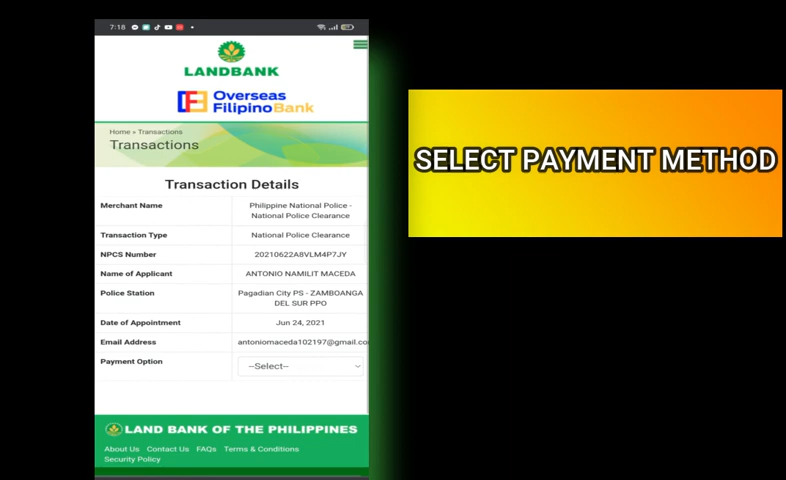 7:18
LANDBANK
Overseas
FilipinoBank
Home » Transactions
Transactions
Transaction Details
Merchant Name
Philippine National Police -
National Police Clearance
Transaction Type
National Police Clearance
NPCS Number
20210622A8VLM4P7JY
Name of Applicant
ANTONIO NAMILIT MACEDA
Police Station
Pagadian City PS - ZAMBOANGA
DEL SUR PPO
Date of Appointment
Jun 24, 2021
Email Address
antoniomaceda102197@gmail.co
Payment Option
--Select--
LAND BANK OF THE PHILIPPINES
About Us Contact Us FAQs Terms & Conditions
Security Policy
SELECT PAYMENT METHOD